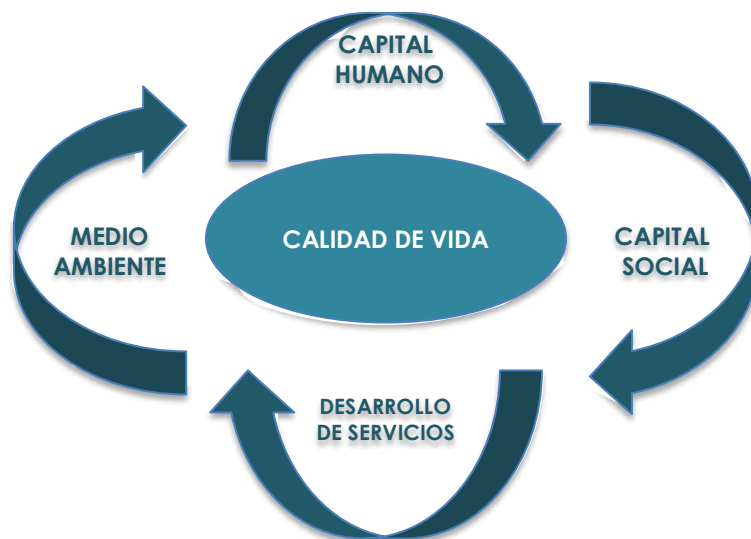 CAPITAL
HUMANO
MEDIO
AMBIENTE
CALIDAD DE VIDA
CAPITAL
SOCIAL
DESARROLLO
DE SERVICIOS